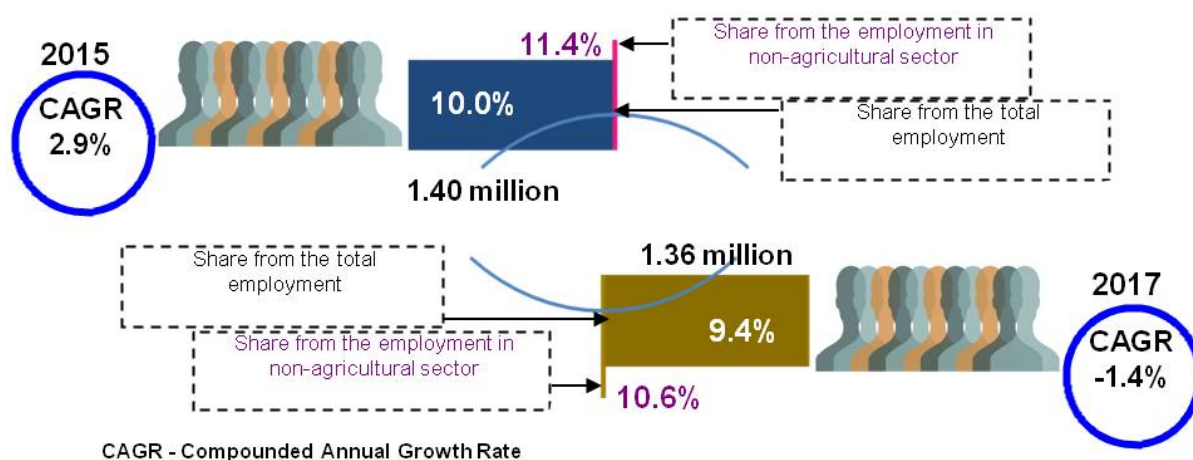 2015
CAGR
2.9%
11.4%
10.0%
Share from the employment in
non-agricultural sector
Share from the total
employment
1.40 million
Share from the total
employment
1.36 million
9.4%
Share from the employment in
non-agricultural sector
10.6%
2017
CAGR
-1.4%
CAGR - Compounded Annual Growth Rate